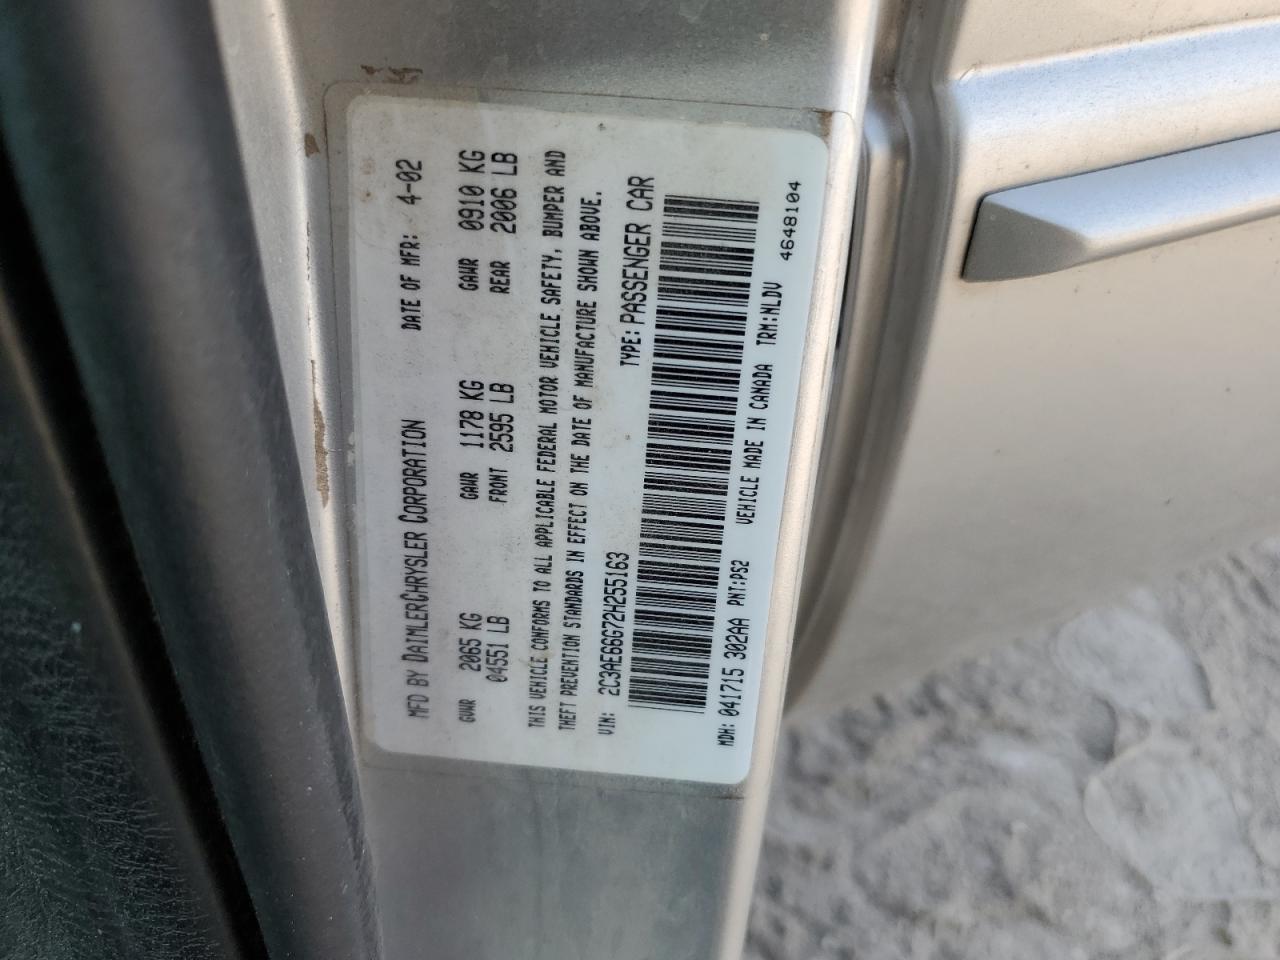 MFD BY DAIMLERCHRYSLER CORPORATION DATE OF MFR: 4-02
GVWR 2065 KG GAWR 1178 KG GAWR 0910 KG
04551 LB FRONT 2595 LB REAR 2006 LB
THIS VEHICLE CONFORMS TO ALL APPLICABLE FEDERAL MOTOR VEHICLE SAFETY, BUMPER AND
THEFT PREVENTION STANDARDS IN EFFECT ON THE DATE OF MANUFACTURE SHOWN ABOVE.
VIN: 2C3AE66G72H255163 TYPE: PASSENGER CAR
MDH: 041715 302AA PNT:PS2 VEHICLE MADE IN CANADA TRM:NLDV
4648104